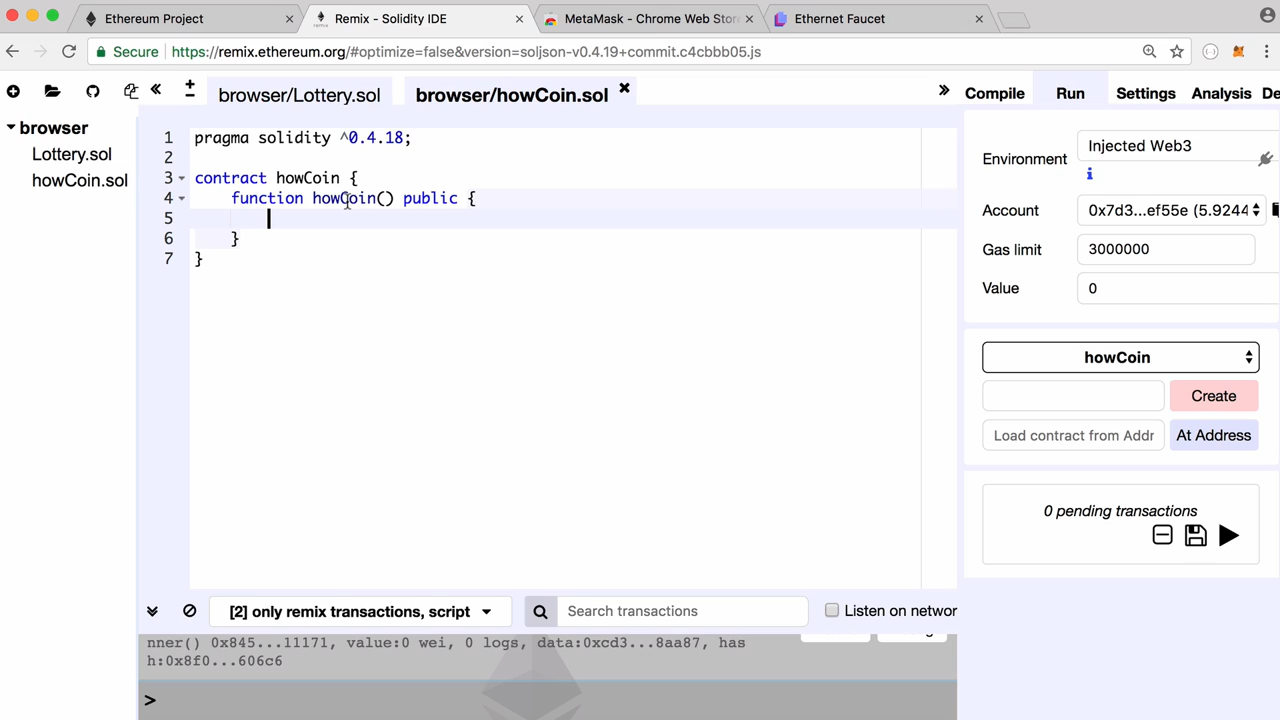 Ethereum Project
Remix - Solidity IDE
MetaMask - Chrome Web Stor
Ethernet Faucet
Secure https://remix.ethereum.org/#optimize=false&version=soljson-v0.4.19+commit.c4cbbb05.js
browser/Lottery.sol browser/howCoin.sol
Compile Run Settings Analysis De
browser
Lottery.sol
howCoin.sol
1 pragma solidity ^0.4.18;
2
3 contract howCoin {
4 function howCoin() public {
5
6 }
7 }
Environment Injected Web3
Account 0x7d3...ef55e (5.9244
Gas limit 3000000
Value 0
howCoin
Create
Load contract from Addr At Address
0 pending transactions
[2] only remix transactions, script Search transactions Listen on networ
nner() 0x845...11171, value:0 wei, 0 logs, data:0xcd3...8aa87, has
h:0x8f0...606c6
>